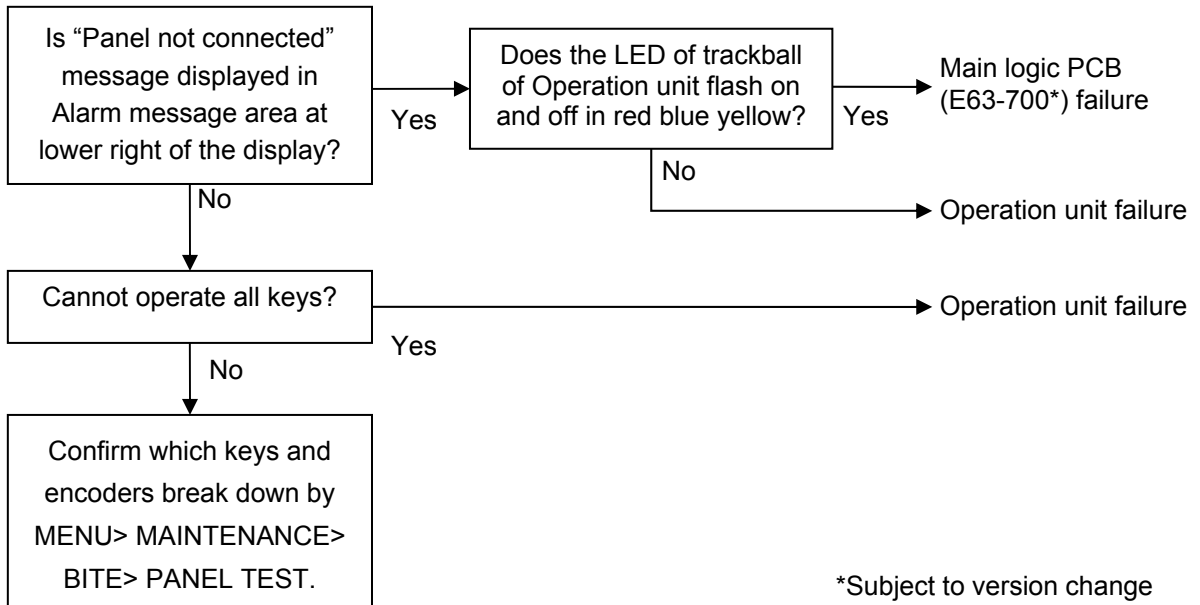 Is “Panel not connected”
message displayed in
Alarm message area at
lower right of the display?
Yes
Does the LED of trackball
of Operation unit flash on
and off in red blue yellow?
Yes
Main logic PCB
(E63-700*) failure
No
Operation unit failure
No
Cannot operate all keys?
Yes
Operation unit failure
No
Confirm which keys and
encoders break down by
MENU> MAINTENANCE>
BITE> PANEL TEST.
*Subject to version change